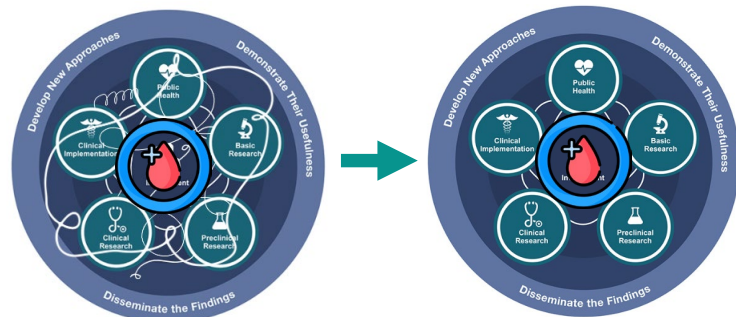 Develop New Approaches
Demonstrate Their Usefulness
Public
Health
Clinical
Implementation
Basic
Research
Clinical
Research
Preclinical
Research
Disseminate the Findings
Develop New Approaches
Demonstrate Their Usefulness
Public
Health
Clinical
Implementation
Basic
Research
Clinical
Research
Preclinical
Research
Disseminate the Findings